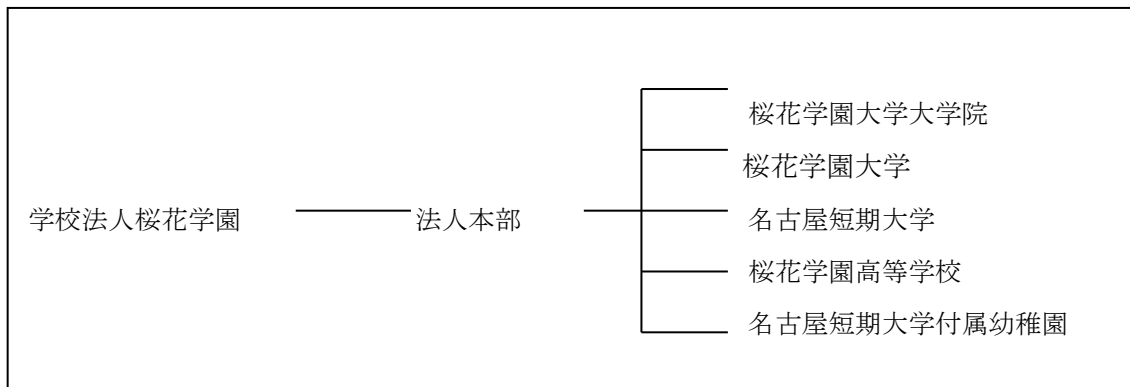 学校法人桜花学園
法人本部
桜花学園大学大学院
桜花学園大学
名古屋短期大学
桜花学園高等学校
名古屋短期大学付属幼稚園